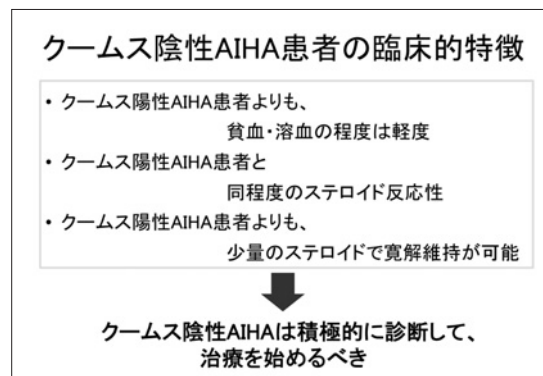 クームス陰性AIHA患者の臨床的特徴
• クームス陽性AIHA患者よりも、
貧血・溶血の程度は軽度
• クームス陽性AIHA患者と
同程度のステロイド反応性
• クームス陽性AIHA患者よりも、
少量のステロイドで寛解維持が可能
クームス陰性AIHAは積極的に診断して、
治療を始めるべき